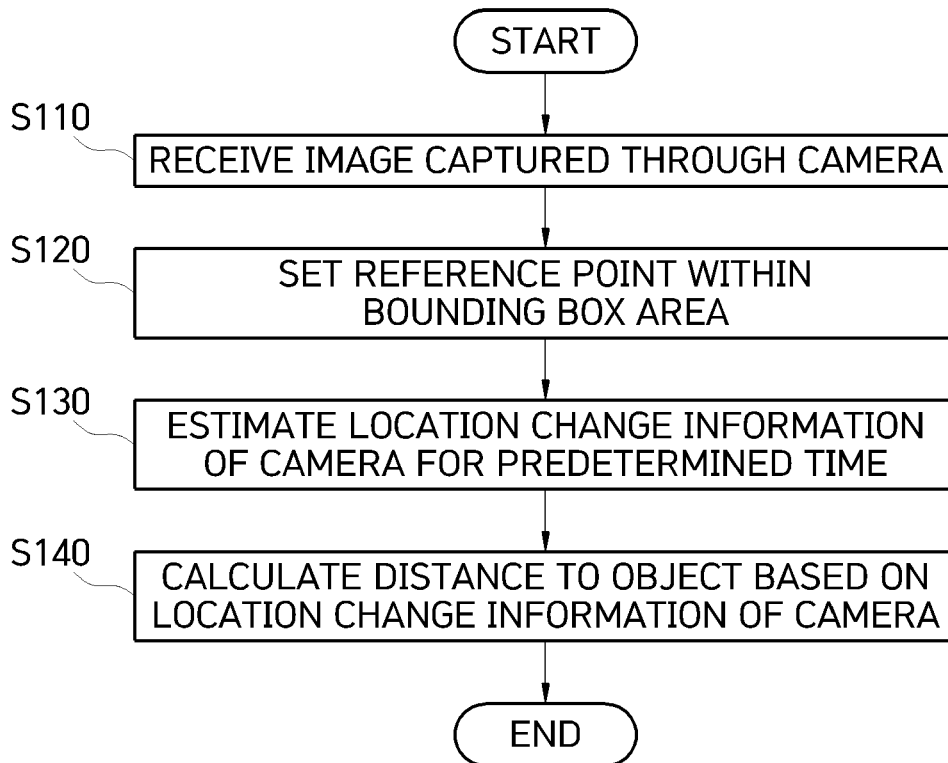 START
S110
RECEIVE IMAGE CAPTURED THROUGH CAMERA
S120
SET REFERENCE POINT WITHIN
BOUNDING BOX AREA
S130
ESTIMATE LOCATION CHANGE INFORMATION
OF CAMERA FOR PREDETERMINED TIME
S140
CALCULATE DISTANCE TO OBJECT BASED ON
LOCATION CHANGE INFORMATION OF CAMERA
END